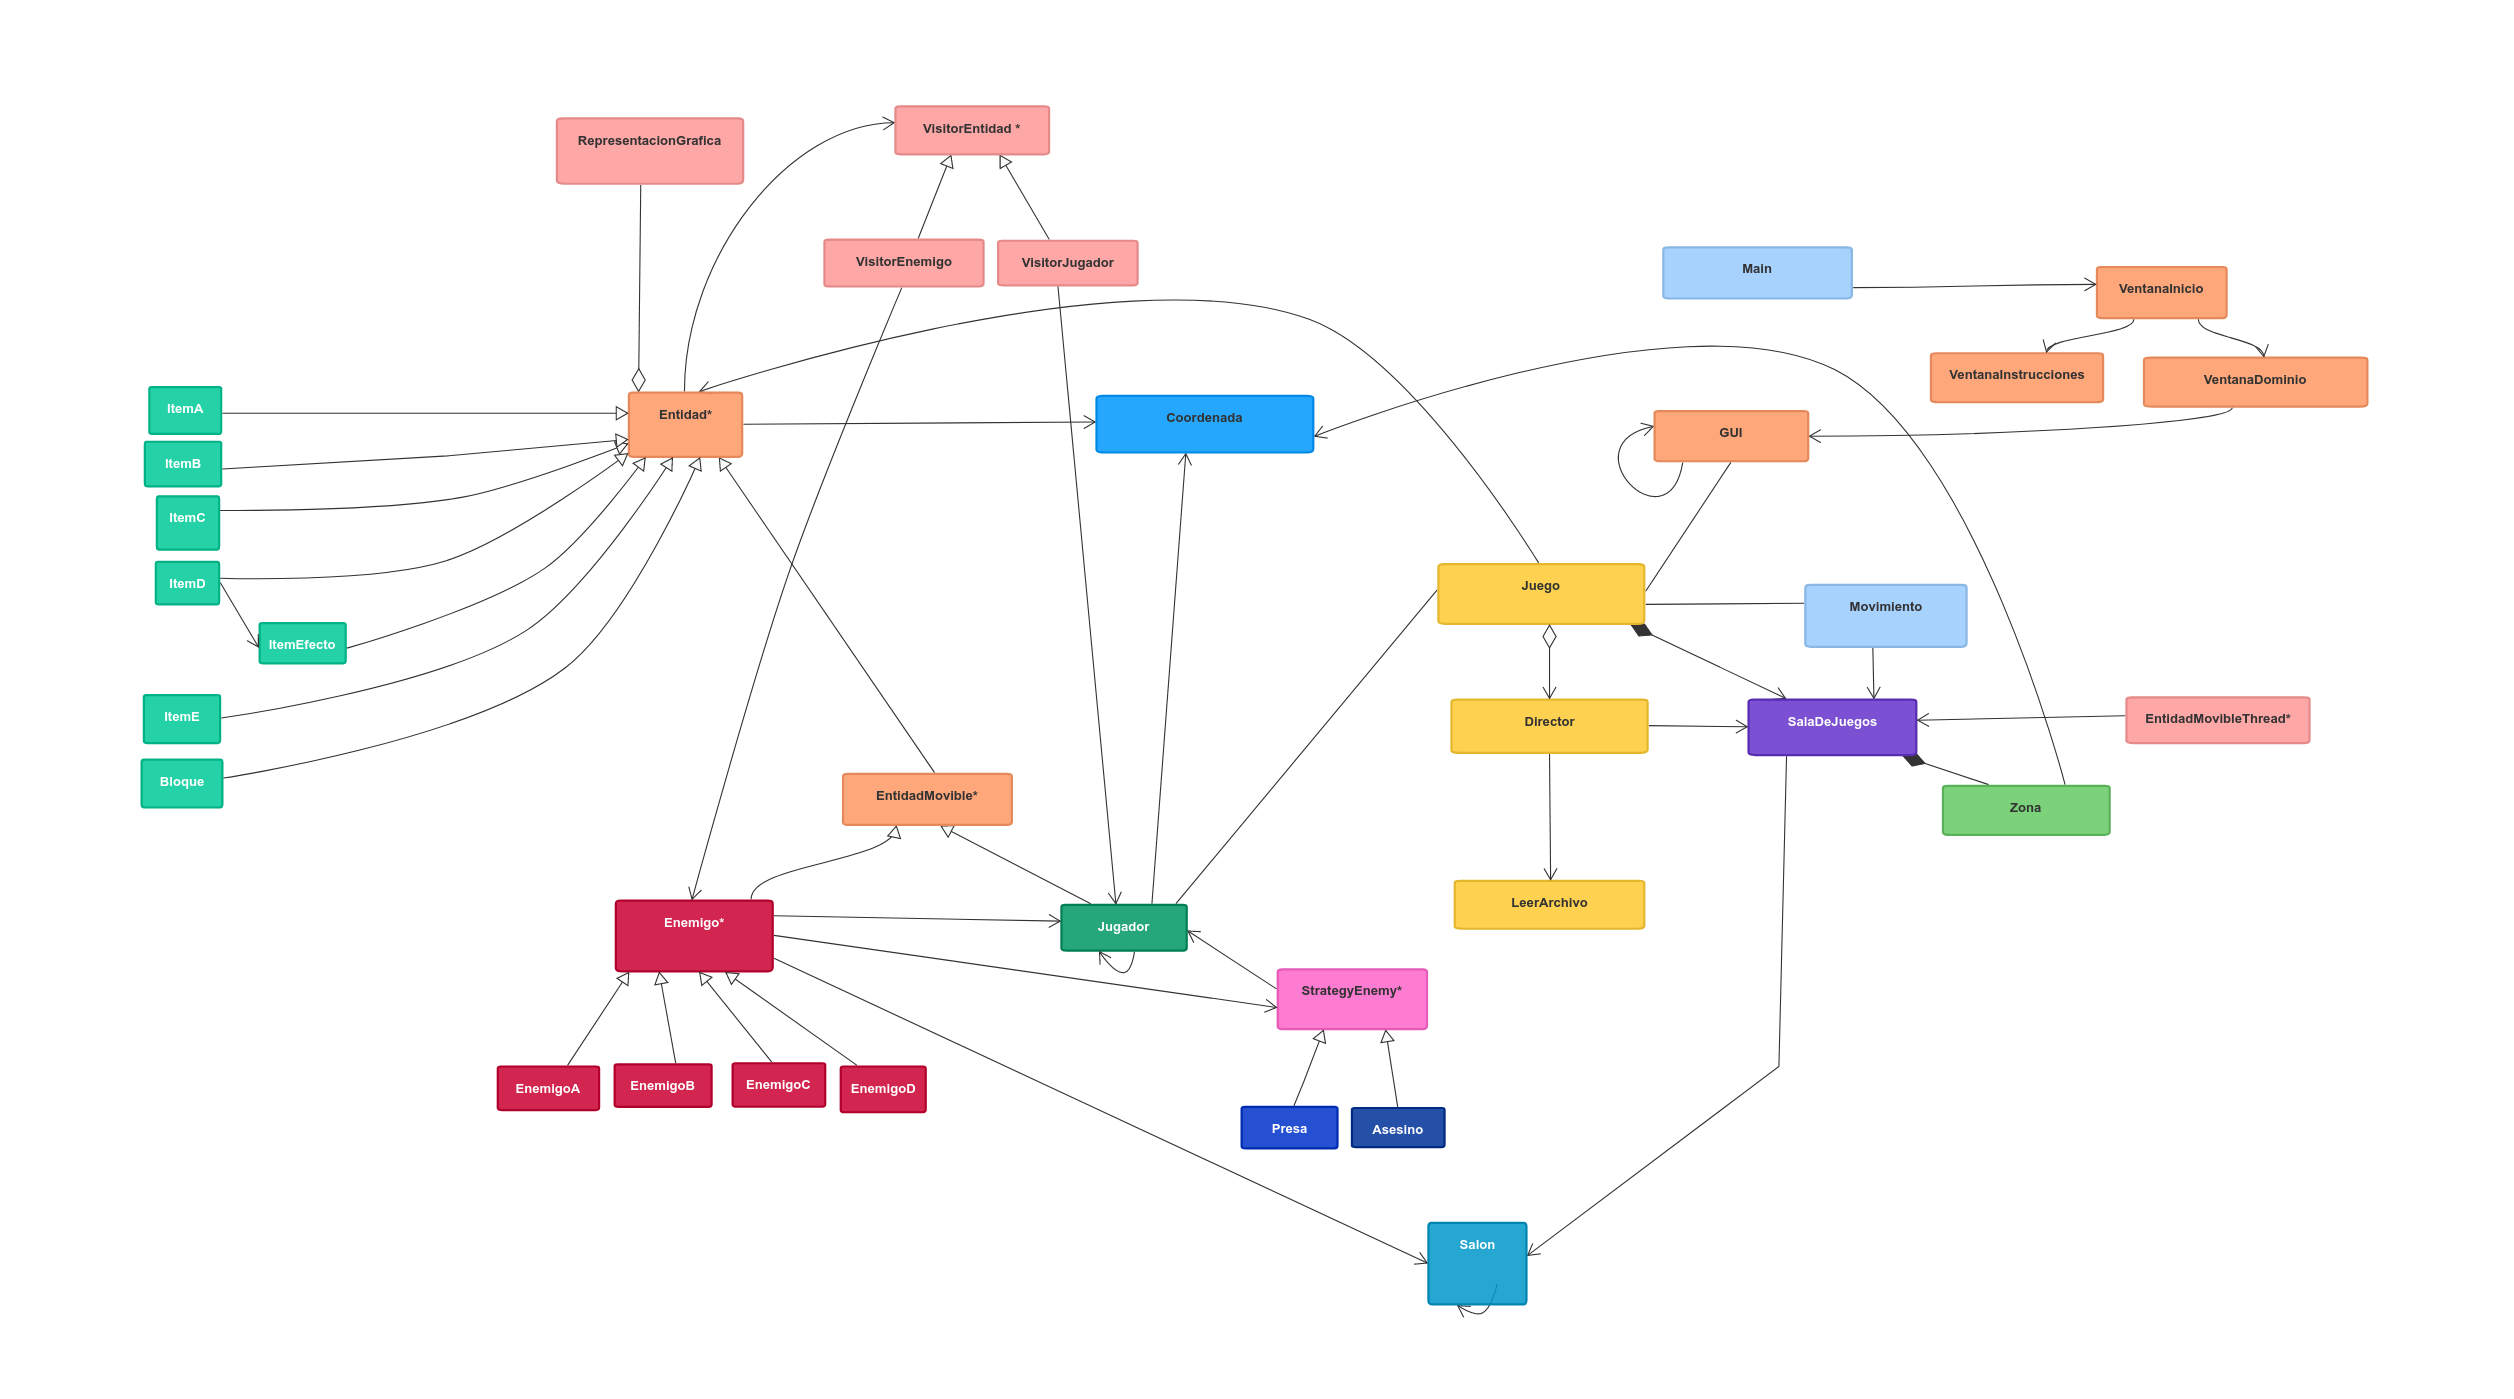 VisitorEntidad *
RepresentacionGrafica
VisitorEnemigo
VisitorJugador
Main
VentanaInicio
VentanaInstrucciones
VentanaDominio
ItemA
Entidad*
Coordenada
GUI
ItemB
ItemC
ItemD
Juego
Movimiento
ItemEfecto
ItemE
Director
SalaDeJuegos
EntidadMovibleThread*
Bloque
EntidadMovible*
Zona
LeerArchivo
Enemigo*
Jugador
StrategyEnemy*
EnemigoA
EnemigoB
EnemigoC
EnemigoD
Presa
Asesino
Salon